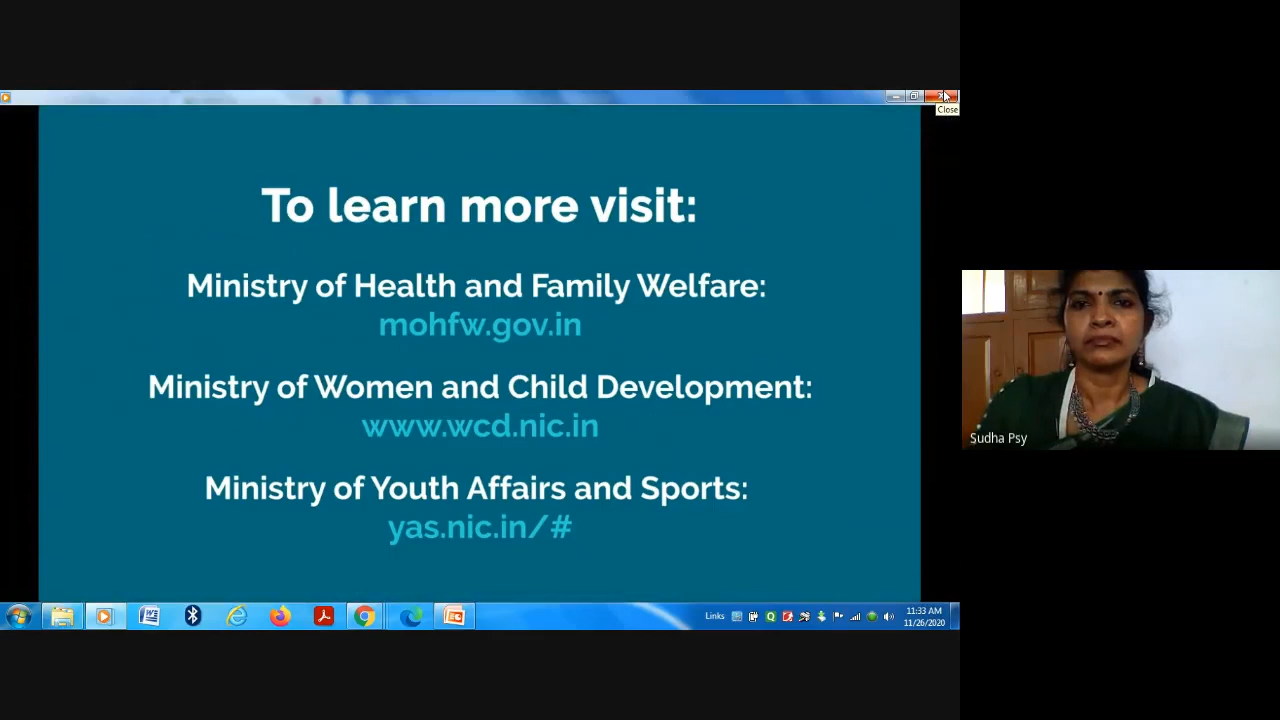 Close
To learn more visit:
Ministry of Health and Family Welfare:
mohfw.gov.in
Ministry of Women and Child Development:
www.wcd.nic.in
Ministry of Youth Affairs and Sports:
yas.nic.in/#
Sudha Psy
Links
11:33 AM
11/26/2020